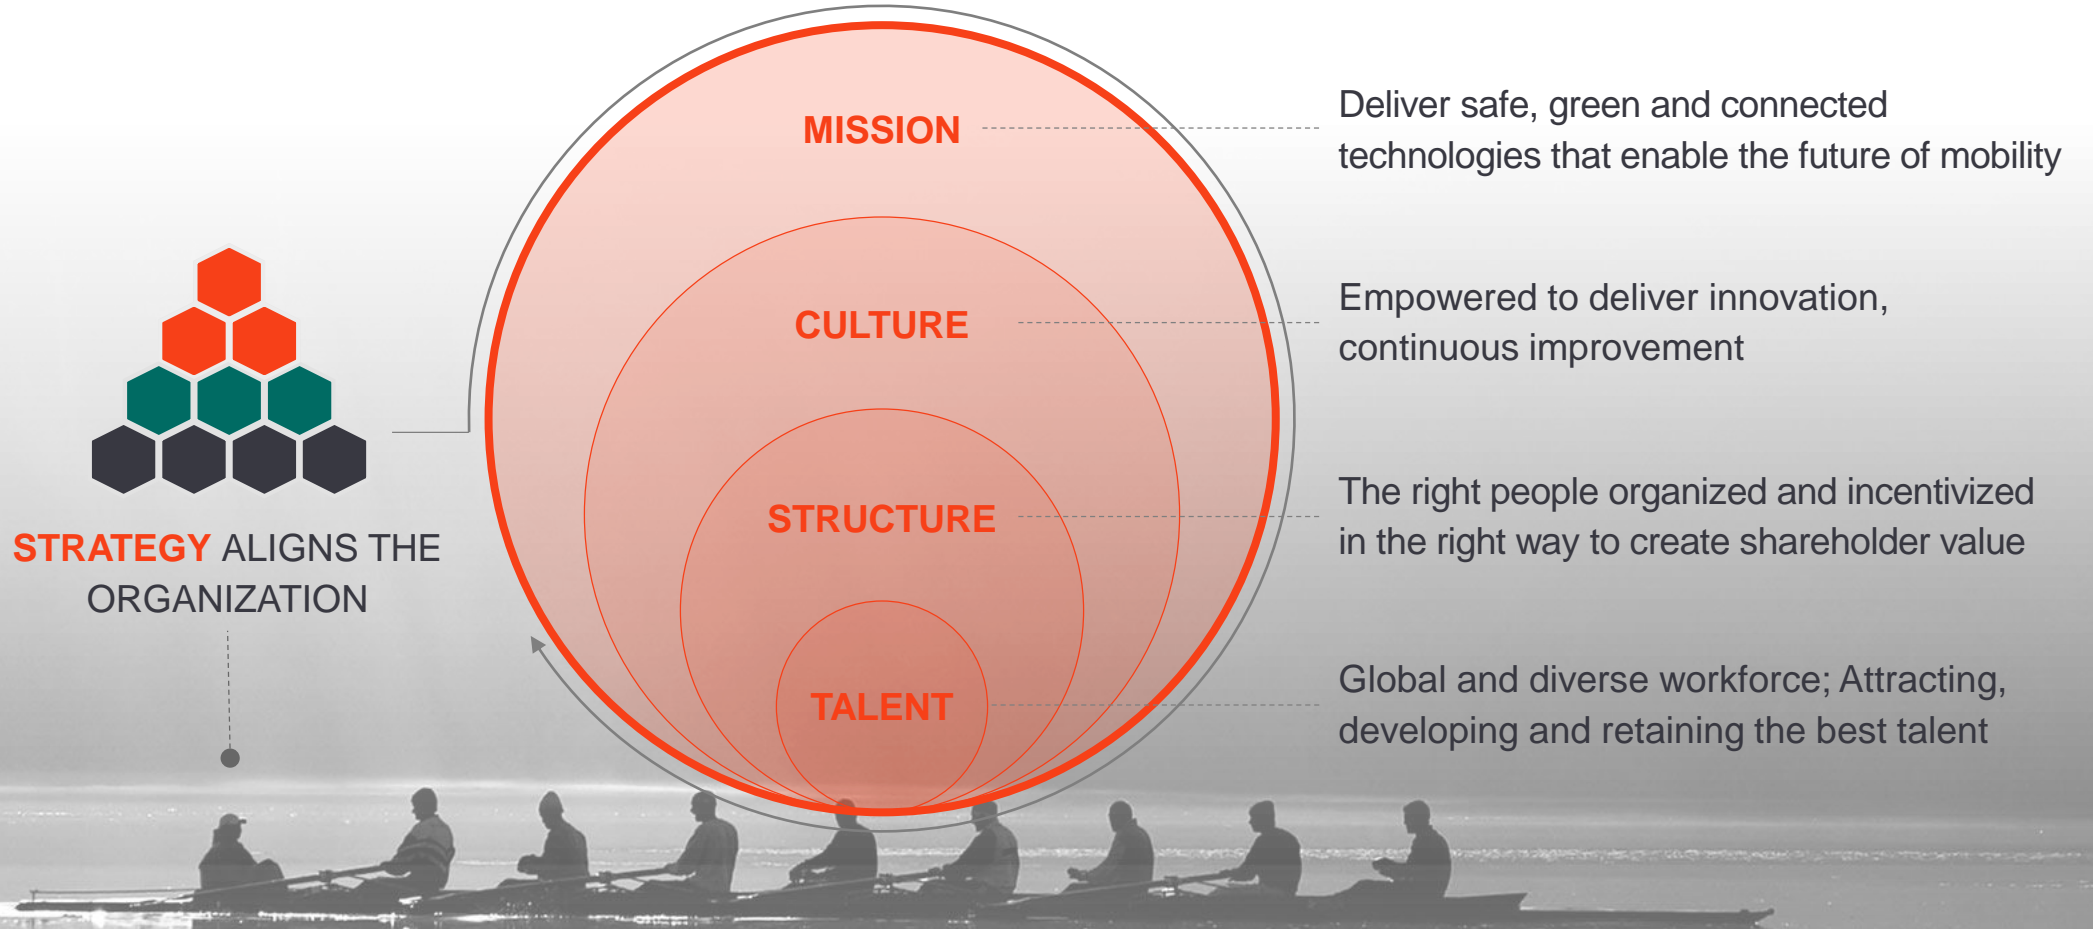 MISSION
Deliver safe, green and connected
technologies that enable the future of mobility
CULTURE
Empowered to deliver innovation,
continuous improvement
STRUCTURE
The right people organized and incentivized
in the right way to create shareholder value
STRATEGY ALIGNS THE
ORGANIZATION
TALENT
Global and diverse workforce; Attracting,
developing and retaining the best talent